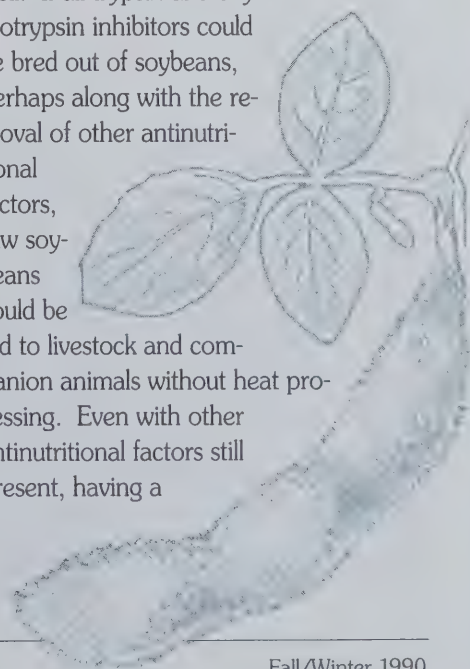 otrypsin inhibitors could
e bred out of soybeans,
erhaps along with the re-
oval of other antinutri-
onal
ctors,
w soy-
eans
ould be
d to livestock and com-
anion animals without heat pro-
essing. Even with other
ntinutritional factors still
resent, having a
Fall/Winter 1990